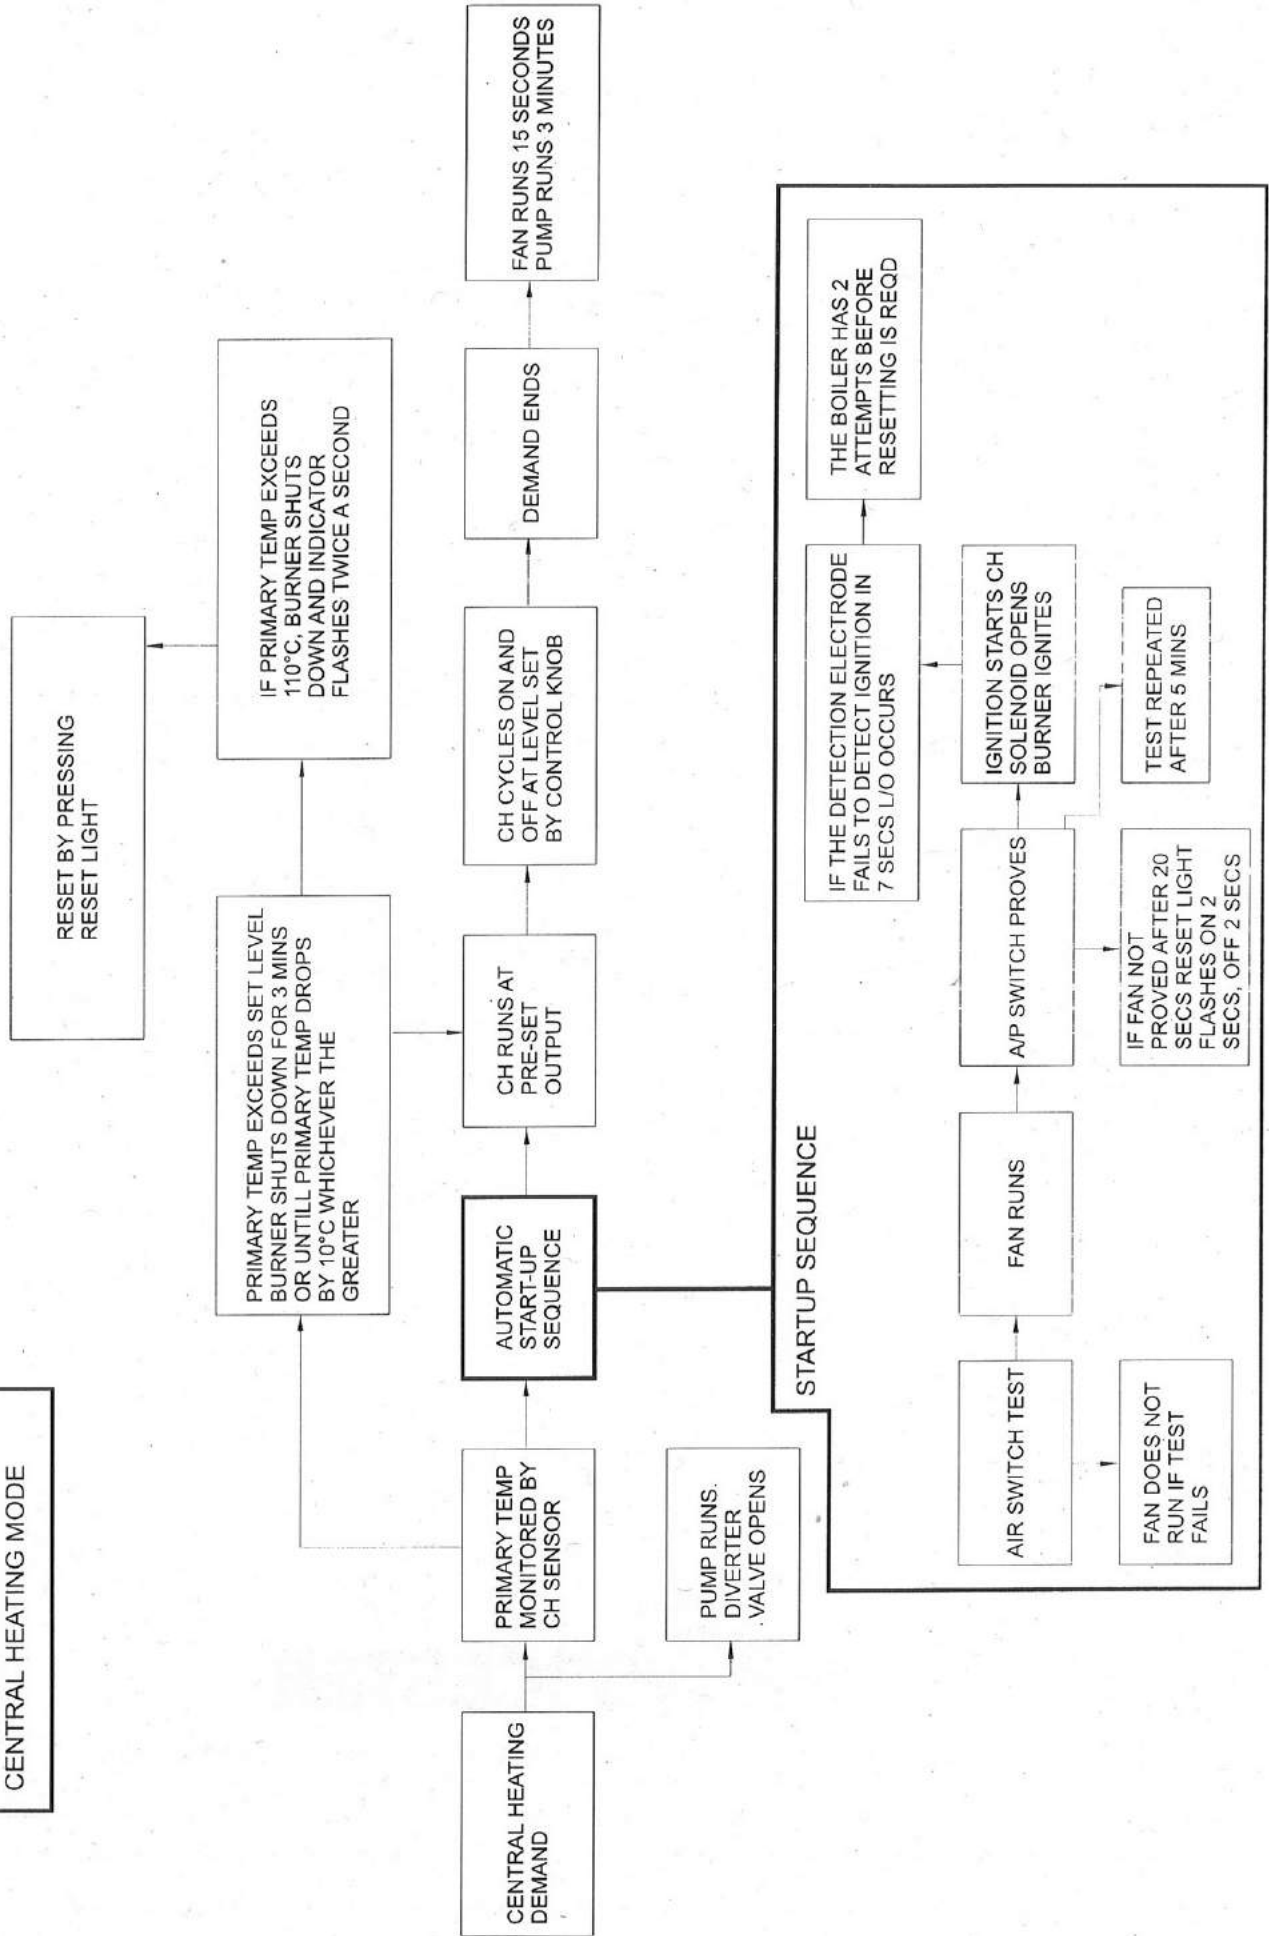 CENTRAL HEATING MODE
RESET BY PRESSING
RESET LIGHT
PRIMARY TEMP EXCEEDS SET LEVEL
BURNER SHUTS DOWN FOR 3 MINS
OR UNTILL PRIMARY TEMP DROPS
BY 10°C WHICHEVER THE
GREATER
IF PRIMARY TEMP EXCEEDS
110°C, BURNER SHUTS
DOWN AND INDICATOR
FLASHES TWICE A SECOND
CENTRAL HEATING
DEMAND
PRIMARY TEMP
MONITORED BY
CH SENSOR
AUTOMATIC
START-UP
SEQUENCE
CH RUNS AT
PRE-SET
OUTPUT
CH CYCLES ON AND
OFF AT LEVEL SET
BY CONTROL KNOB
DEMAND ENDS
FAN RUNS 15 SECONDS
PUMP RUNS 3 MINUTES
PUMP RUNS.
DIVERTER
VALVE OPENS
STARTUP SEQUENCE
IF THE DETECTION ELECTRODE
FAILS TO DETECT IGNITION IN
7 SECS L/O OCCURS
THE BOILER HAS 2
ATTEMPTS BEFORE
RESETTING IS REQD
AIR SWITCH TEST
FAN RUNS
A/P SWITCH PROVES
IGNITION STARTS CH
SOLENOID OPENS
BURNER IGNITES
FAN DOES NOT
RUN IF TEST
FAILS
IF FAN NOT
PROVED AFTER 20
SECS RESET LIGHT
FLASHES ON 2
SECS, OFF 2 SECS
TEST REPEATED
AFTER 5 MINS